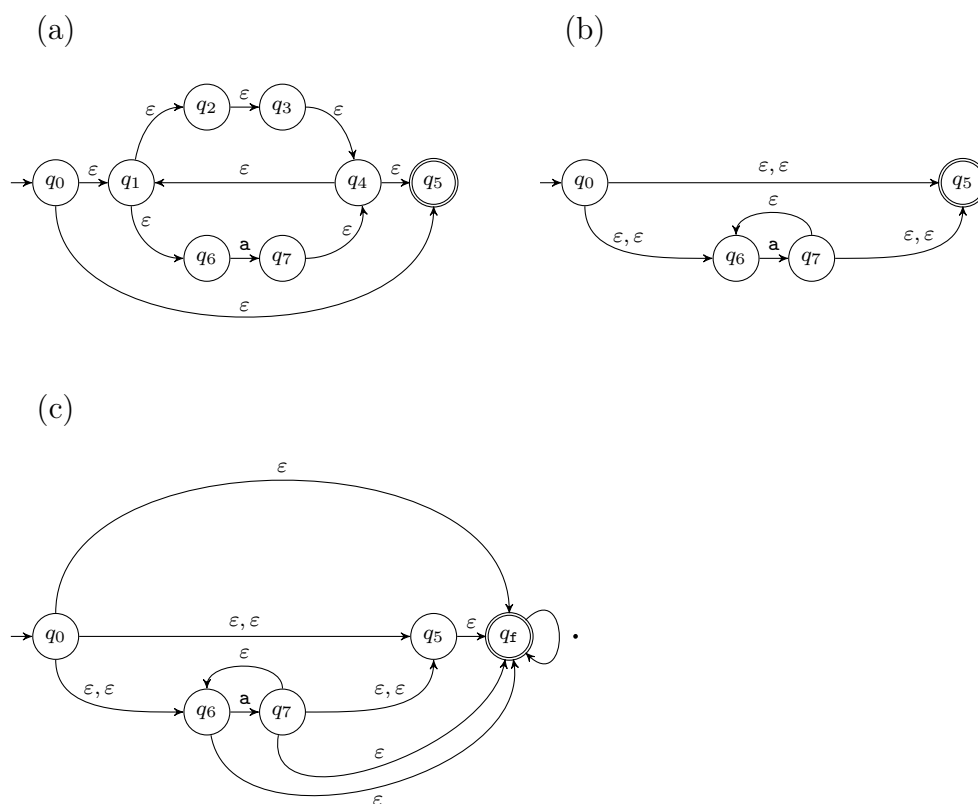 (a) (b)
ε ε ε ε
q2 q3
ε ε ε
q0 q1 q4 q5
ε ε
q6 a q7
ε
ε, ε
q0 q5
ε
ε, ε ε, ε
q6 a q7
(c)
ε
ε, ε ε
q0 q5 qf .
ε
ε, ε ε, ε
q6 a q7
ε
ε